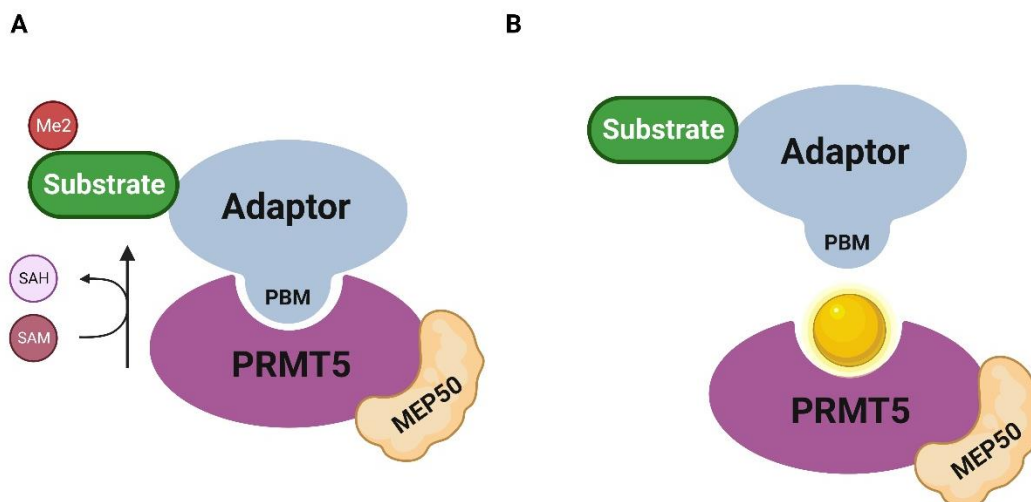 A
Me2
Substrate
Adaptor
SAH
SAM
PBM
PRMT5
MEP50
B
Substrate
Adaptor
PBM
PRMT5
MEP50